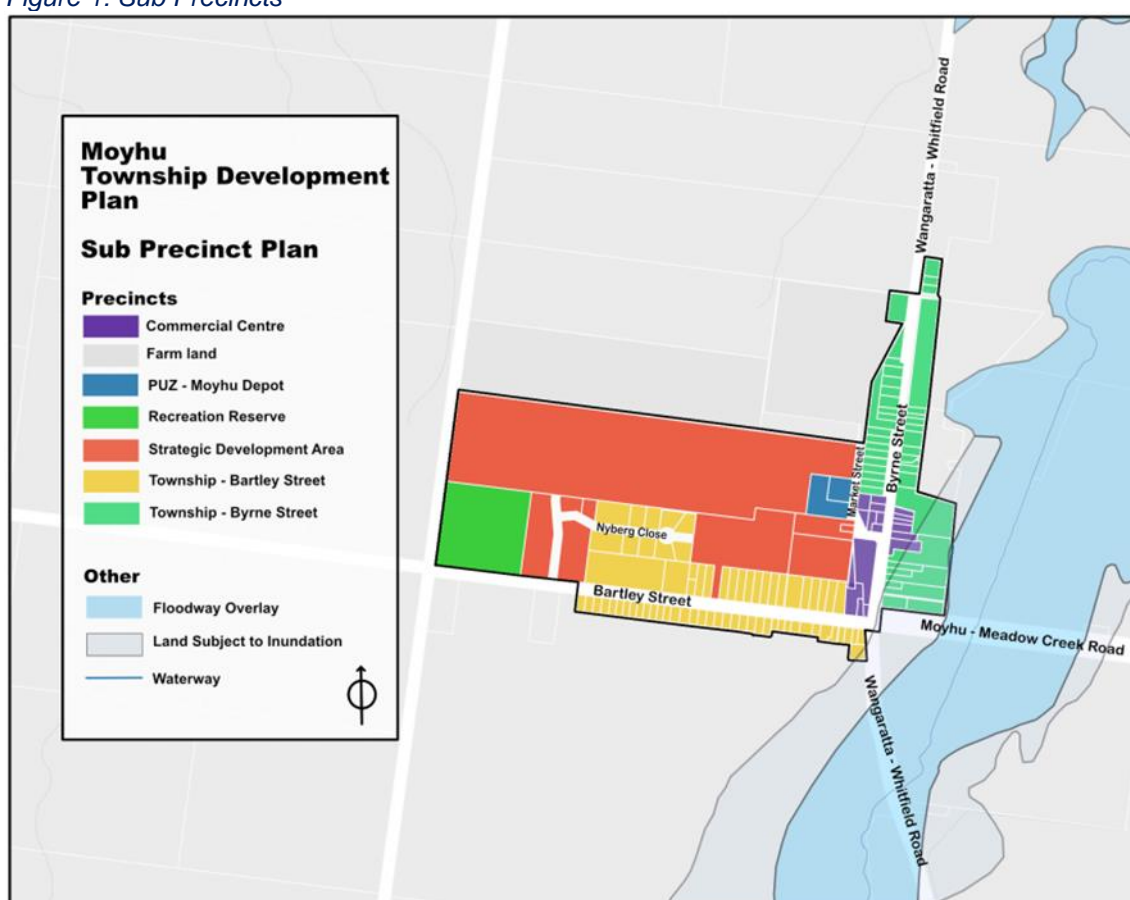 Figure 4: Sub Precincts
Moyhu
Township Development
Plan
Sub Precinct Plan
Precincts
Commercial Centre
Farm land
PUZ - Moyhu Depot
Recreation Reserve
Strategic Development Area
Township - Bartley Street
Township - Byrne Street
Other
Floodway Overlay
Land Subject to Inundation
Waterway
Wangaratta - Whitfield Road
Byrne Street
Market Street
Nyberg Close
Bartley Street
Moyhu - Meadow Creek Road
Wangaratta - Whitfield Road